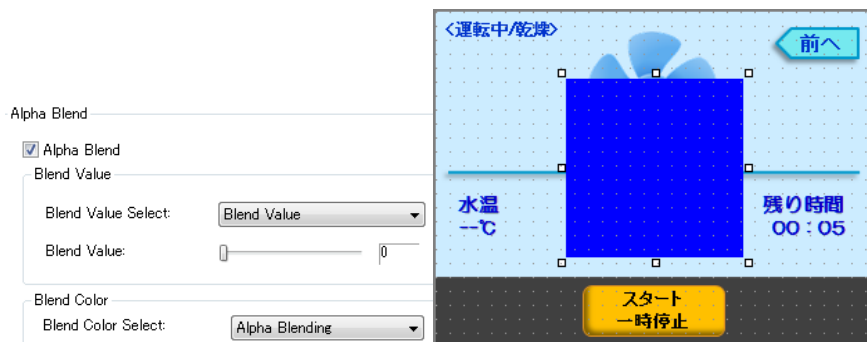 Alpha Blend
Alpha Blend
Blend Value
Blend Value Select:
Blend Value
Blend Value:
0
Blend Color
Blend Color Select:
Alpha Blending
<運転中/乾燥>
前へ
水温
--℃
残り時間
00:05
スタート
一時停止